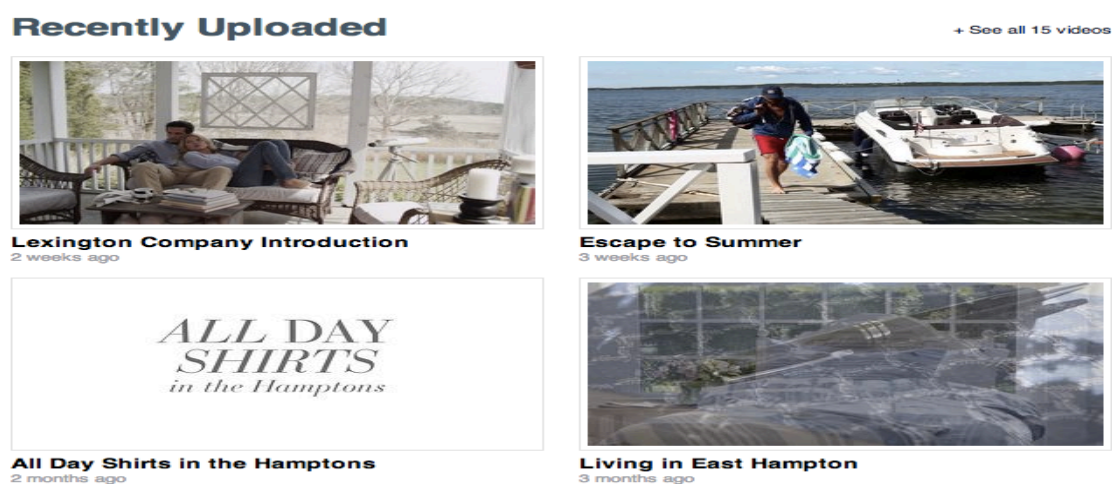 Recently Uploaded
+ See all 15 videos
Lexington Company Introduction
2 weeks ago
Escape to Summer
3 weeks ago
ALL DAY
SHIRTS
in the Hamptons
All Day Shirts in the Hamptons
2 months ago
Living in East Hampton
3 months ago